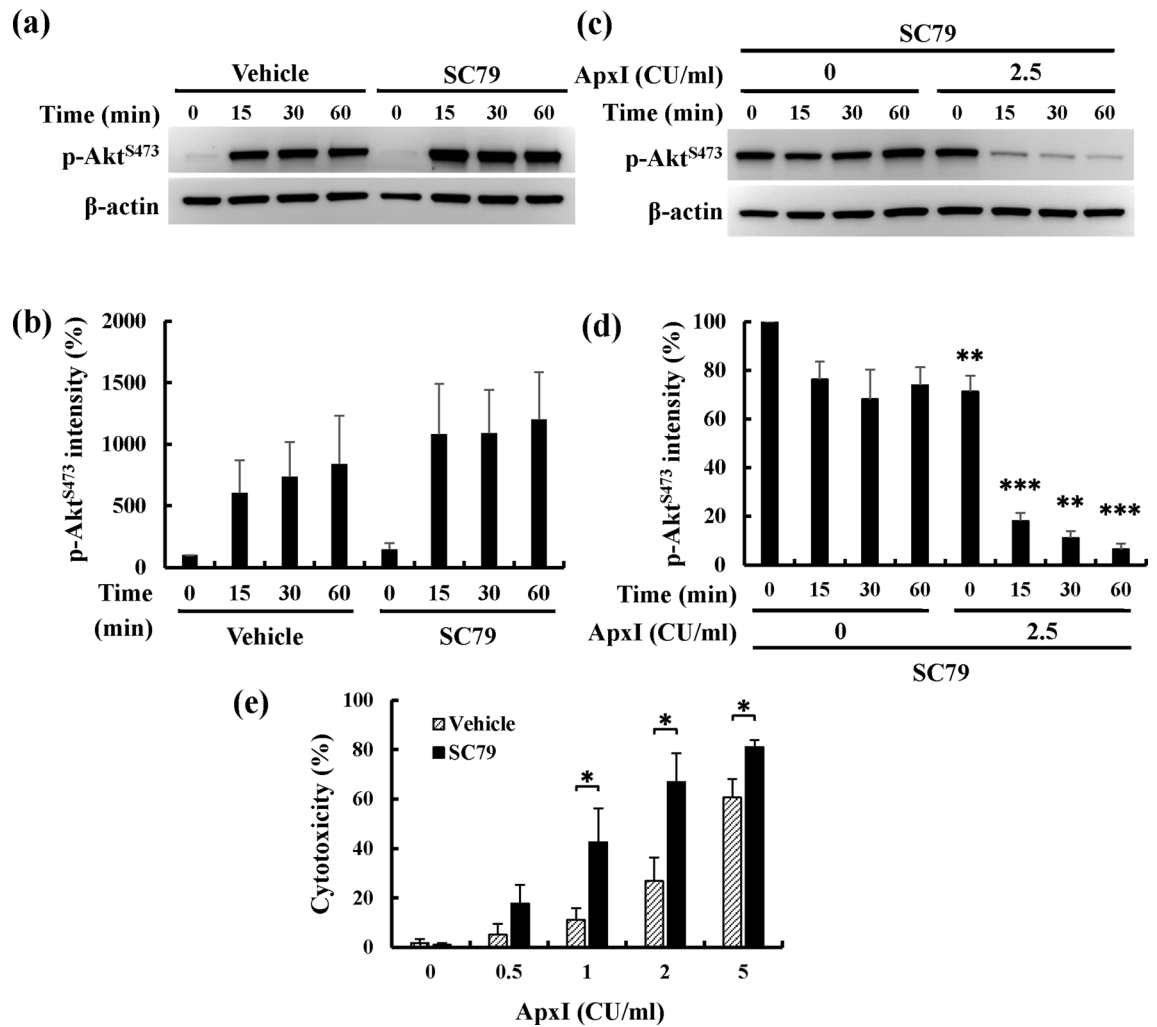 (a)
Vehicle SC79
Time (min) 0 15 30 60 0 15 30 60
p-Akt^S473
β-actin
(c)
SC79
ApxI (CU/ml) 0 2.5
Time (min) 0 15 30 60 0 15 30 60
p-Akt^S473
β-actin
(b)
p-Akt^S473 intensity (%)
2000
1500
1000
500
0
Time (min) 0 15 30 60 0 15 30 60
Vehicle SC79
(d)
p-Akt^S473 intensity (%)
100
80
60
40
20
0
** *** ** ***
Time (min) 0 15 30 60 0 15 30 60
ApxI (CU/ml) 0 2.5
SC79
(e)
Cytotoxicity (%)
100
80
60
40
20
0
Vehicle
SC79
* * *
0 0.5 1 2 5
ApxI (CU/ml)